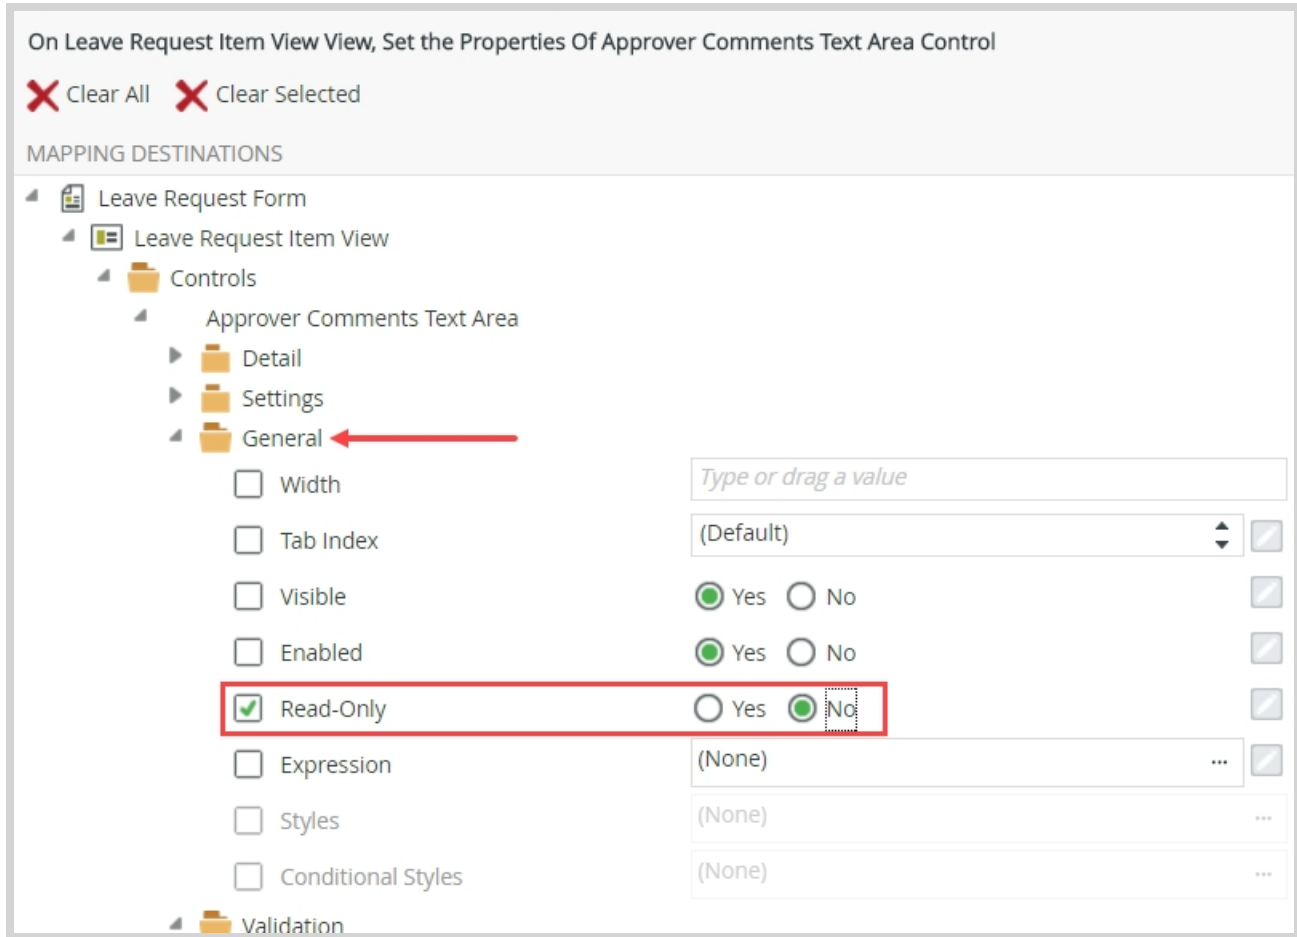 On Leave Request Item View View, Set the Properties Of Approver Comments Text Area Control
Clear All Clear Selected
MAPPING DESTINATIONS
Leave Request Form
Leave Request Item View
Controls
Approver Comments Text Area
Detail
Settings
General
Width Type or drag a value
Tab Index (Default)
Visible Yes No
Enabled Yes No
Read-Only Yes No
Expression (None) ...
Styles (None) ...
Conditional Styles (None) ...
Validation